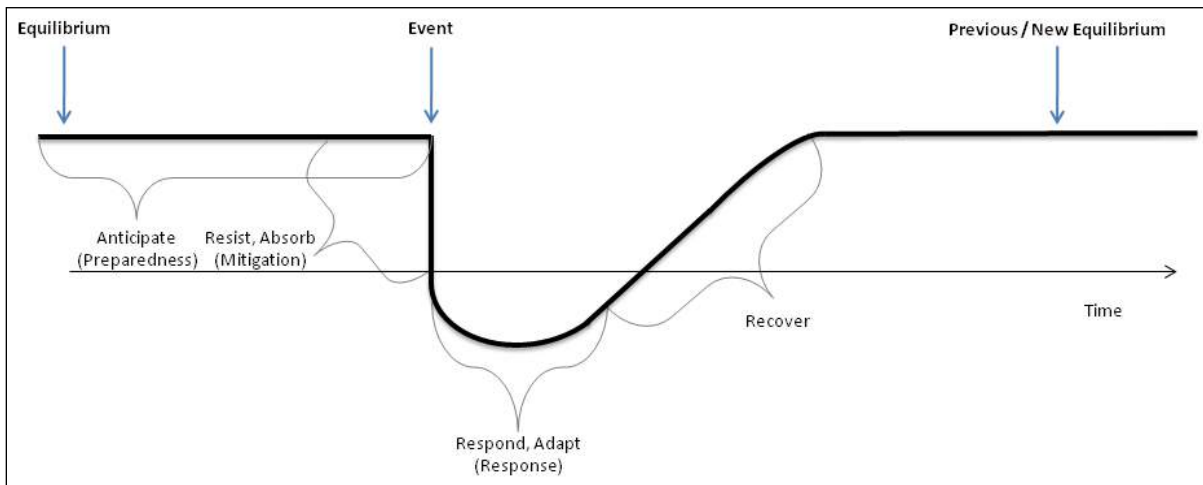 Equilibrium
Event
Previous / New Equilibrium
Anticipate
(Preparedness)
Resist, Absorb
(Mitigation)
Time
Recover
Respond, Adapt
(Response)